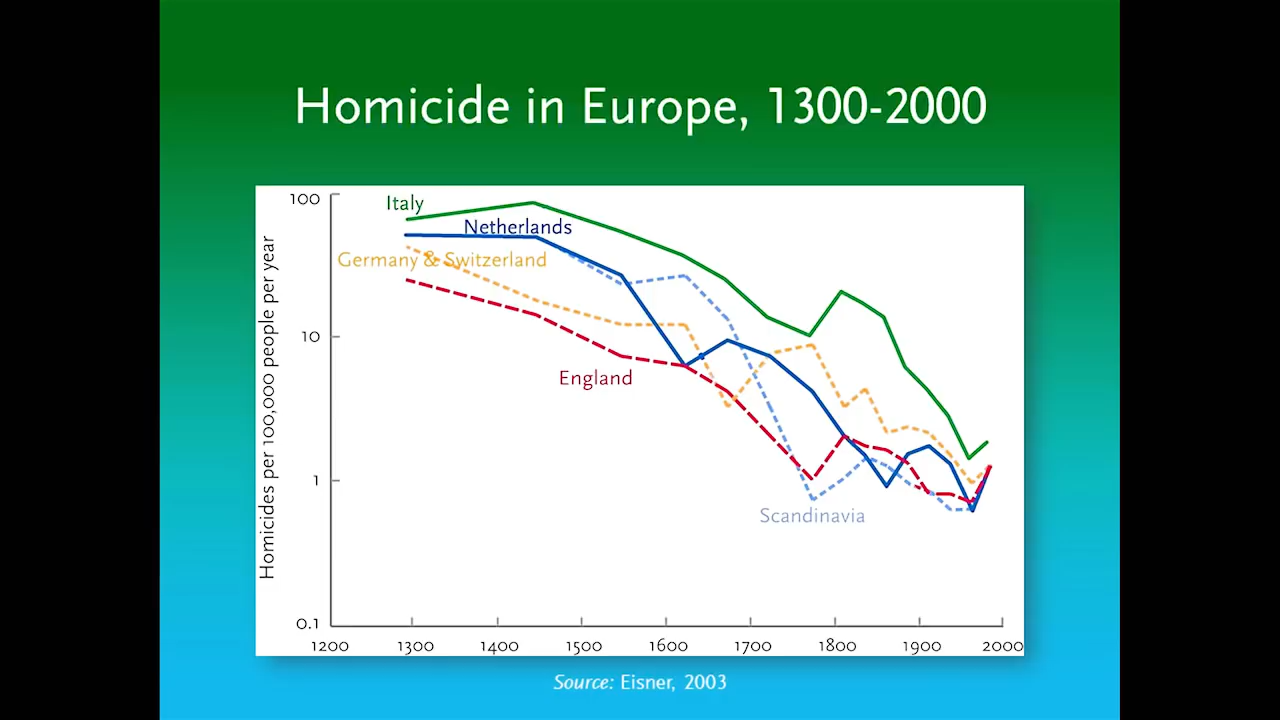 Homicide in Europe, 1300-2000
Homicides per 100,000 people per year
100
10
1
0.1
Italy
Netherlands
Germany & Switzerland
England
Scandinavia
1200 1300 1400 1500 1600 1700 1800 1900 2000
Source: Eisner, 2003